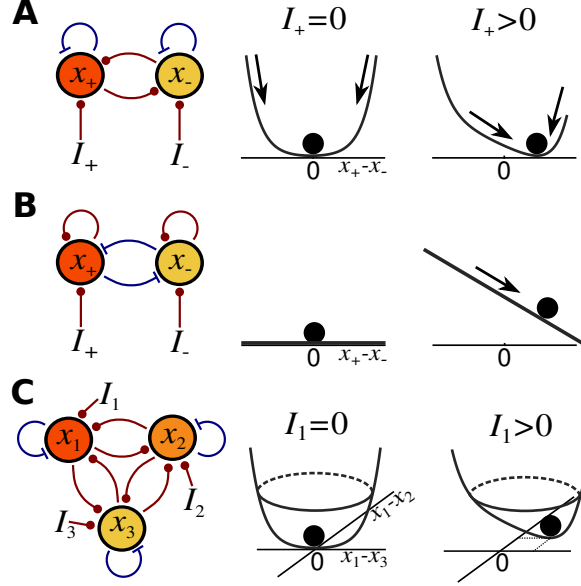 A
I₊=0
I₊>0
x₊
x₋
I₊
I₋
0
x₊-x₋
0
B
x₊
x₋
I₊
I₋
0
x₊-x₋
0
C
I₁
I₁=0
I₁>0
x₁
x₂
x₃
I₃
I₂
x₁-x₂
0
x₁-x₃
0